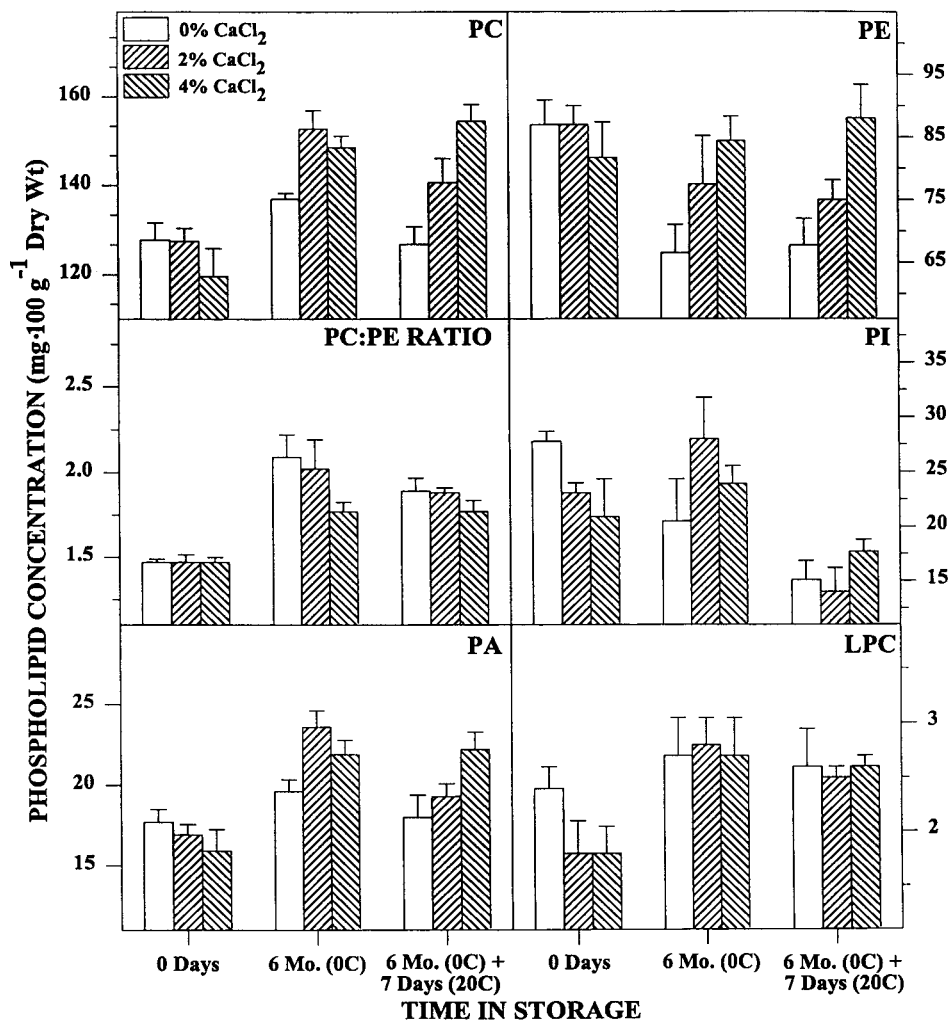 PC
PE
0% CaCl2
2% CaCl2
4% CaCl2
160
140
120
95
85
75
65
PC:PE RATIO
PI
2.5
2.0
1.5
35
30
25
20
15
PA
LPC
25
20
15
3
2
PHOSPHOLIPID CONCENTRATION (mg·100 g-1 Dry Wt)
0 Days
6 Mo. (0C)
6 Mo. (0C) +
7 Days (20C)
0 Days
6 Mo. (0C)
6 Mo. (0C) +
7 Days (20C)
TIME IN STORAGE